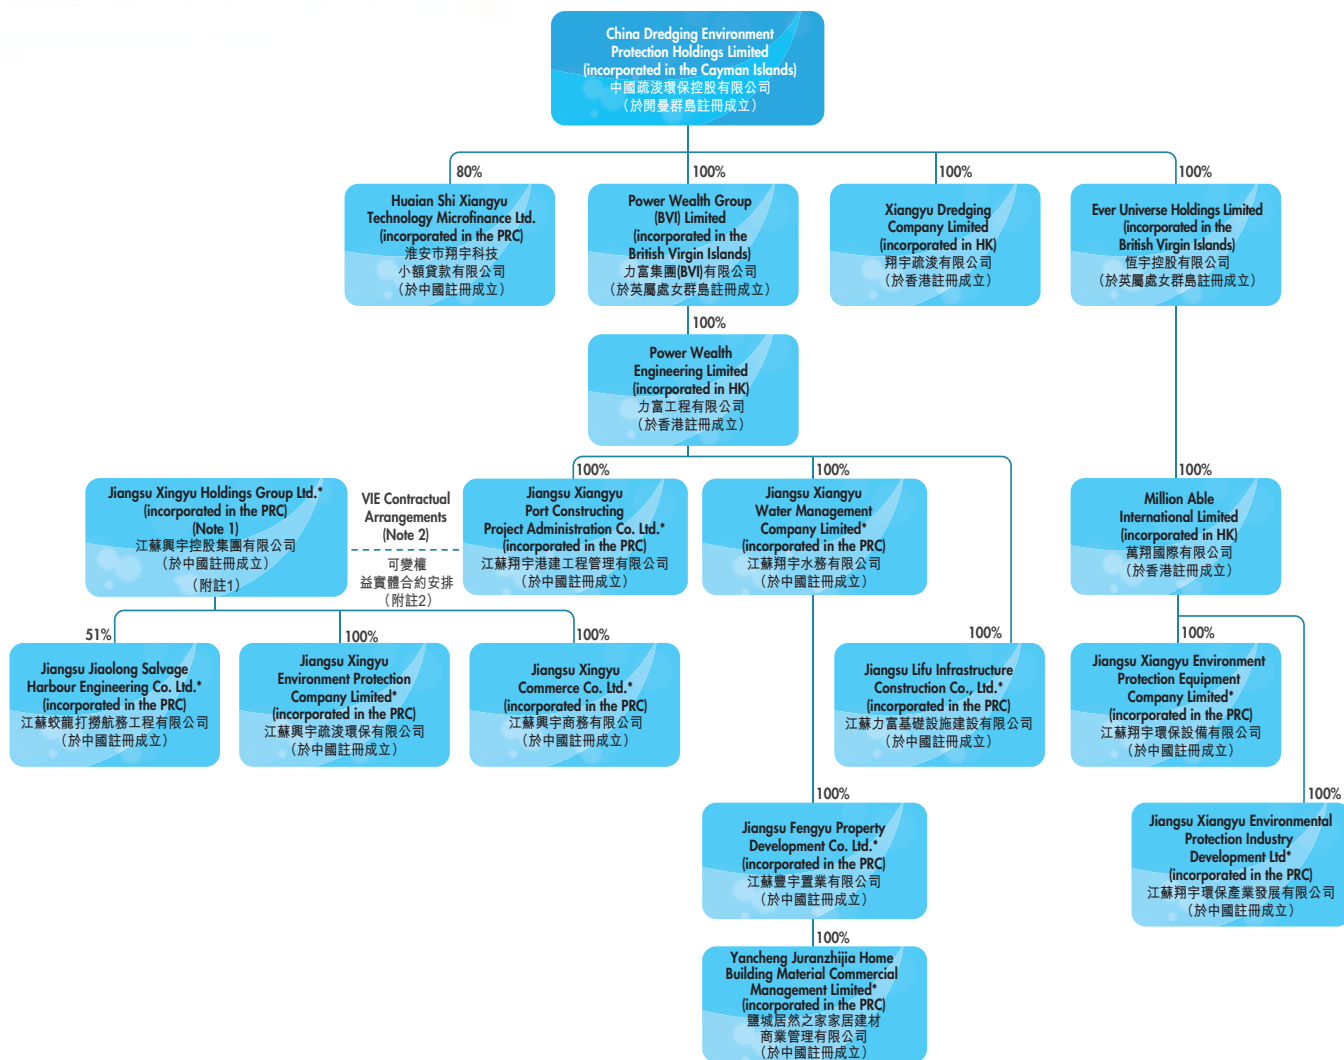 China Dredging Environment
Protection Holdings Limited
(incorporated in the Cayman Islands)
中國疏浚環保控股有限公司
（於開曼群島註冊成立）
80%
100%
100%
100%
Huaian Shi Xiangyu
Technology Microfinance Ltd.
(incorporated in the PRC)
淮安市翔宇科技
小額貸款有限公司
（於中國註冊成立）
Power Wealth Group
(BVI) Limited
(incorporated in the
British Virgin Islands)
力富集團(BVI)有限公司
（於英屬處女群島註冊成立）
Xiangyu Dredging
Company Limited
(incorporated in HK)
翔宇疏浚有限公司
（於香港註冊成立）
Ever Universe Holdings Limited
(incorporated in the
British Virgin Islands)
恆宇控股有限公司
（於英屬處女群島註冊成立）
100%
Power Wealth
Engineering Limited
(incorporated in HK)
力富工程有限公司
（於香港註冊成立）
100%
100%
100%
Jiangsu Xingyu Holdings Group Ltd.*
(incorporated in the PRC)
(Note 1)
江蘇興宇控股集團有限公司
（於中國註冊成立）
（附註1）
VIE Contractual
Arrangements
(Note 2)
可變權
益實體合約安排
（附註2）
Jiangsu Xiangyu
Port Constructing
Project Administration Co. Ltd.*
(incorporated in the PRC)
江蘇翔宇港建工程管理有限公司
（於中國註冊成立）
Jiangsu Xiangyu
Water Management
Company Limited*
(incorporated in the PRC)
江蘇翔宇水務有限公司
（於中國註冊成立）
Million Able
International Limited
(incorporated in HK)
萬翔國際有限公司
（於香港註冊成立）
51%
100%
100%
100%
100%
Jiangsu Jiaolong Salvage
Harbour Engineering Co. Ltd.*
(incorporated in the PRC)
江蘇蛟龍打撈航務工程有限公司
（於中國註冊成立）
Jiangsu Xingyu
Environment Protection
Company Limited*
(incorporated in the PRC)
江蘇興宇疏浚環保有限公司
（於中國註冊成立）
Jiangsu Xingyu
Commerce Co. Ltd.*
(incorporated in the PRC)
江蘇興宇商務有限公司
（於中國註冊成立）
Jiangsu Lifu Infrastructure
Construction Co., Ltd.*
(incorporated in the PRC)
江蘇力富基礎設施建設有限公司
（於中國註冊成立）
Jiangsu Xiangyu Environment
Protection Equipment
Company Limited*
(incorporated in the PRC)
江蘇翔宇環保設備有限公司
（於中國註冊成立）
100%
100%
Jiangsu Fengyu Property
Development Co. Ltd.*
(incorporated in the PRC)
江蘇豐宇置業有限公司
（於中國註冊成立）
Jiangsu Xiangyu Environmental
Protection Industry
Development Ltd*
(incorporated in the PRC)
江蘇翔宇環保產業發展有限公司
（於中國註冊成立）
100%
Yancheng Juranzhijia Home
Building Material Commercial
Management Limited*
(incorporated in the PRC)
鹽城居然之家家居建材
商業管理有限公司
（於中國註冊成立）